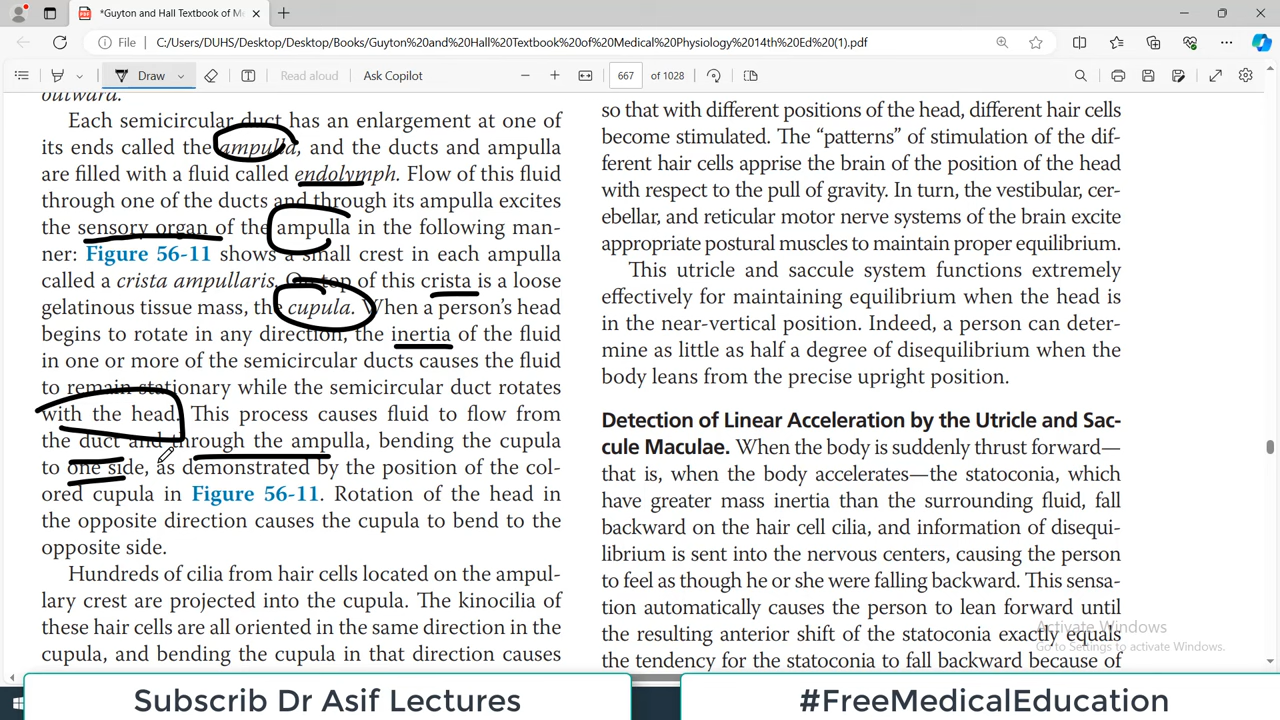 *Guyton and Hall Textbook of Me
File
C:/Users/DUHS/Desktop/Desktop/Books/Guyton%20and%20Hall%20Textbook%20of%20Medical%20Physiology%2014th%20Ed%20(1).pdf
Draw
Read aloud
Ask Copilot
667 of 1028
outward.
Each semicircular duct has an enlargement at one of
its ends called the ampulla, and the ducts and ampulla
are filled with a fluid called endolymph. Flow of this fluid
through one of the ducts and through its ampulla excites
the sensory organ of the ampulla in the following man-
ner: Figure 56-11 shows a small crest in each ampulla
called a crista ampullaris. On top of this crista is a loose
gelatinous tissue mass, the cupula. When a person's head
begins to rotate in any direction, the inertia of the fluid
in one or more of the semicircular ducts causes the fluid
to remain stationary while the semicircular duct rotates
with the head. This process causes fluid to flow from
the duct and through the ampulla, bending the cupula
to one side, as demonstrated by the position of the col-
ored cupula in Figure 56-11. Rotation of the head in
the opposite direction causes the cupula to bend to the
opposite side.
Hundreds of cilia from hair cells located on the ampul-
lary crest are projected into the cupula. The kinocilia of
these hair cells are all oriented in the same direction in the
cupula, and bending the cupula in that direction causes
so that with different positions of the head, different hair cells
become stimulated. The “patterns” of stimulation of the dif-
ferent hair cells apprise the brain of the position of the head
with respect to the pull of gravity. In turn, the vestibular, cer-
ebellar, and reticular motor nerve systems of the brain excite
appropriate postural muscles to maintain proper equilibrium.
This utricle and saccule system functions extremely
effectively for maintaining equilibrium when the head is
in the near-vertical position. Indeed, a person can deter-
mine as little as half a degree of disequilibrium when the
body leans from the precise upright position.
Detection of Linear Acceleration by the Utricle and Sac-
cule Maculae. When the body is suddenly thrust forward—
that is, when the body accelerates—the statoconia, which
have greater mass inertia than the surrounding fluid, fall
backward on the hair cell cilia, and information of disequi-
librium is sent into the nervous centers, causing the person
to feel as though he or she were falling backward. This sensa-
tion automatically causes the person to lean forward until
the resulting anterior shift of the statoconia exactly equals
the tendency for the statoconia to fall backward because of
Activate Windows
Go to Settings to activate Windows.
Subscrib Dr Asif Lectures
#FreeMedicalEducation